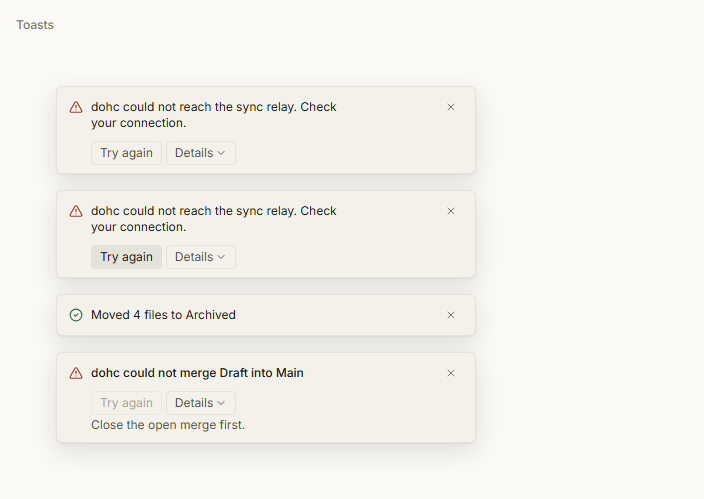 Toasts
dohc could not reach the sync relay. Check
your connection.
Try again
Details
dohc could not reach the sync relay. Check
your connection.
Try again
Details
Moved 4 files to Archived
dohc could not merge Draft into Main
Try again
Details
Close the open merge first.